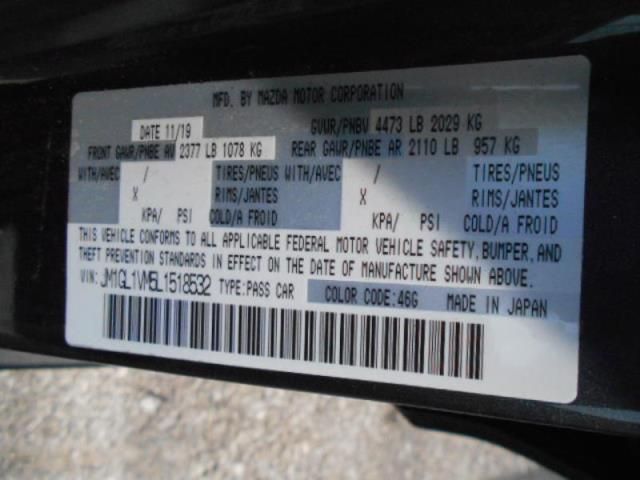 MFD. BY MAZDA MOTOR CORPORATION
DATE 11/19 GVWR/PNBV 4473 LB 2029 KG
FRONT GAWR/PNBE AV 2377 LB 1078 KG REAR GAWR/PNBE AR 2110 LB 957 KG
WITH/AVEC / TIRES/PNEUS WITH/AVEC / TIRES/PNEUS
X RIMS/JANTES X RIMS/JANTES
KPA/ PSI COLD/A FROID KPA/ PSI COLD/A FROID
THIS VEHICLE CONFORMS TO ALL APPLICABLE FEDERAL MOTOR VEHICLE SAFETY, BUMPER, AND
THEFT PREVENTION STANDARDS IN EFFECT ON THE DATE OF MANUFACTURE SHOWN ABOVE.
VIN: JM1GL1VM5L1518532 TYPE:PASS CAR COLOR CODE:46G MADE IN JAPAN